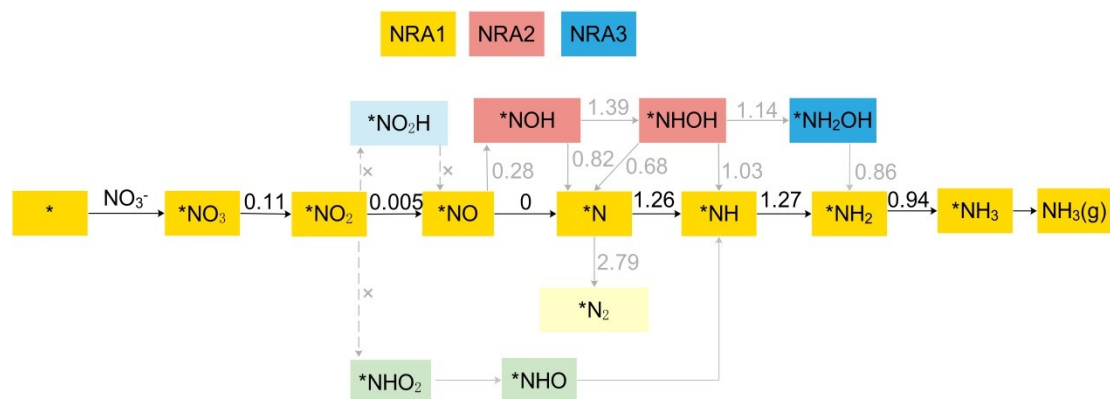 NRA1 NRA2 NRA3
*NO₂H *NOH 1.39 *NHOH 1.14 *NH₂OH
× × 0.28 0.82 0.68 1.03 0.86
* NO₃⁻ *NO₃ 0.11 *NO₂ 0.005 *NO 0 *N 1.26 *NH 1.27 *NH₂ 0.94 *NH₃ NH₃(g)
× 2.79
*N₂
*NHO₂ *NHO